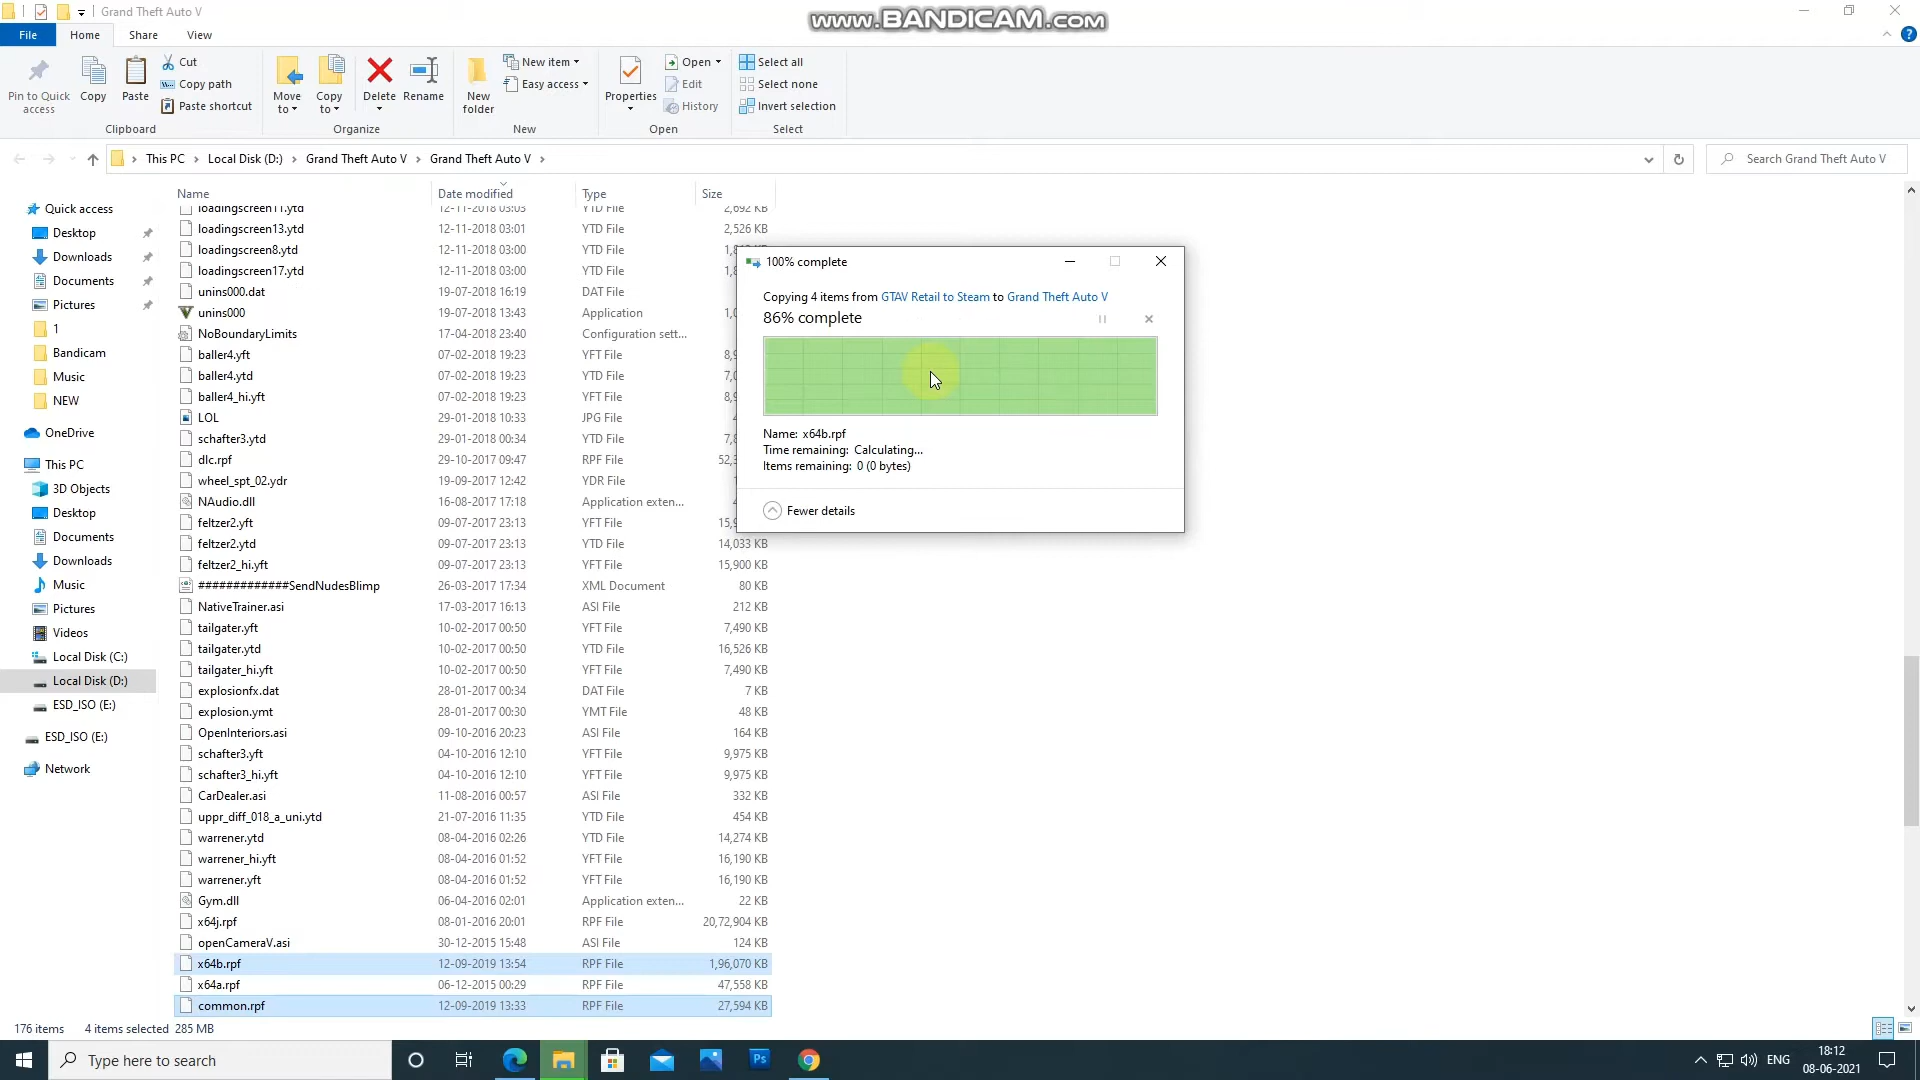 Grand Theft Auto V
www.BANDICAM.com
File
Home
Share
View
Pin to Quick access
Copy
Paste
Cut
Copy path
Paste shortcut
Clipboard
Move to
Copy to
Delete
Rename
Organize
New folder
New item
Easy access
New
Properties
Open
Edit
History
Open
Select all
Select none
Invert selection
Select
This PC > Local Disk (D:) > Grand Theft Auto V > Grand Theft Auto V >
Search Grand Theft Auto V
Quick access
Desktop
Downloads
Documents
Pictures
1
Bandicam
Music
NEW
OneDrive
This PC
3D Objects
Desktop
Documents
Downloads
Music
Pictures
Videos
Local Disk (C:)
Local Disk (D:)
ESD_ISO (E:)
ESD_ISO (E:)
Network
Name Date modified Type Size
loadingscreen11.ytd 12-11-2018 03:03 YTD File 2,692 KB
loadingscreen13.ytd 12-11-2018 03:01 YTD File 2,526 KB
loadingscreen8.ytd 12-11-2018 03:00 YTD File
loadingscreen17.ytd 12-11-2018 03:00 YTD File
unins000.dat 19-07-2018 16:19 DAT File
unins000 19-07-2018 13:43 Application
NoBoundaryLimits 17-04-2018 23:40 Configuration sett...
baller4.yft 07-02-2018 19:23 YFT File
baller4.ytd 07-02-2018 19:23 YTD File
baller4_hi.yft 07-02-2018 19:23 YFT File
LOL 29-01-2018 10:33 JPG File
schafter3.ytd 29-01-2018 00:34 YTD File
dlc.rpf 29-10-2017 09:47 RPF File
wheel_spt_02.ydr 19-09-2017 12:42 YDR File
NAudio.dll 16-08-2017 17:18 Application exten...
feltzer2.yft 09-07-2017 23:13 YFT File
feltzer2.ytd 09-07-2017 23:13 YTD File 14,033 KB
feltzer2_hi.yft 09-07-2017 23:13 YFT File 15,900 KB
#############SendNudesBlimp 26-03-2017 17:34 XML Document 80 KB
NativeTrainer.asi 17-03-2017 16:13 ASI File 212 KB
tailgater.yft 10-02-2017 00:50 YFT File 7,490 KB
tailgater.ytd 10-02-2017 00:50 YTD File 16,526 KB
tailgater_hi.yft 10-02-2017 00:50 YFT File 7,490 KB
explosionfx.dat 28-01-2017 00:34 DAT File 7 KB
explosion.ymt 28-01-2017 00:30 YMT File 48 KB
OpenInteriors.asi 09-10-2016 20:23 ASI File 164 KB
schafter3.yft 04-10-2016 12:10 YFT File 9,975 KB
schafter3_hi.yft 04-10-2016 12:10 YFT File 9,975 KB
CarDealer.asi 11-08-2016 00:57 ASI File 332 KB
uppr_diff_018_a_uni.ytd 21-07-2016 11:35 YTD File 454 KB
warrener.ytd 08-04-2016 02:26 YTD File 14,274 KB
warrener_hi.yft 08-04-2016 01:52 YFT File 16,190 KB
warrener.yft 08-04-2016 01:52 YFT File 16,190 KB
Gym.dll 06-04-2016 02:01 Application exten... 22 KB
x64j.rpf 08-01-2016 20:01 RPF File 20,72,904 KB
openCameraV.asi 30-12-2015 15:48 ASI File 124 KB
x64b.rpf 12-09-2019 13:54 RPF File 1,96,070 KB
x64a.rpf 06-12-2015 00:29 RPF File 47,558 KB
common.rpf 12-09-2019 13:33 RPF File 27,594 KB
100% complete
Copying 4 items from GTAV Retail to Steam to Grand Theft Auto V
86% complete
Name: x64b.rpf
Time remaining: Calculating...
Items remaining: 0 (0 bytes)
Fewer details
176 items 4 items selected 285 MB
Type here to search
Ps
ENG
18:12
08-06-2021